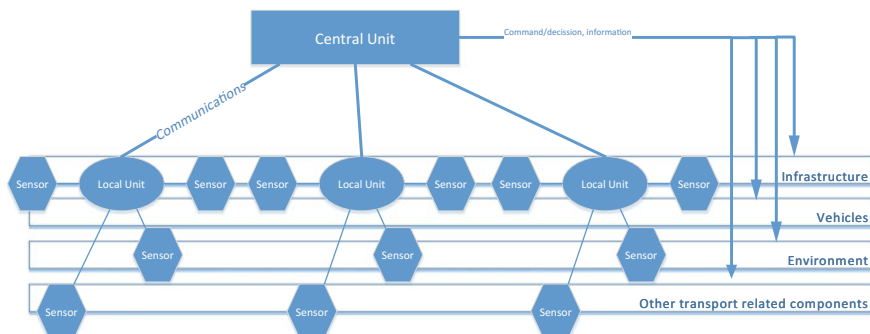 Central Unit
Command/decission, information
Communications
Sensor
Local Unit
Sensor
Sensor
Local Unit
Sensor
Sensor
Local Unit
Sensor
Infrastructure
Vehicles
Sensor
Sensor
Sensor
Environment
Sensor
Sensor
Sensor
Other transport related components